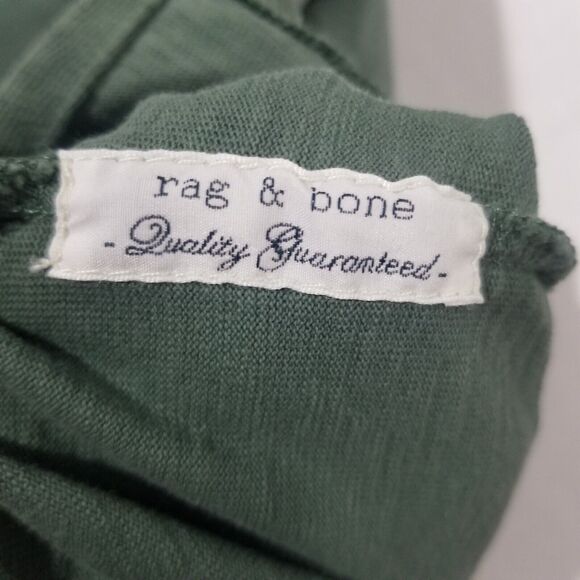 rag & bone
- Quality Guaranteed -